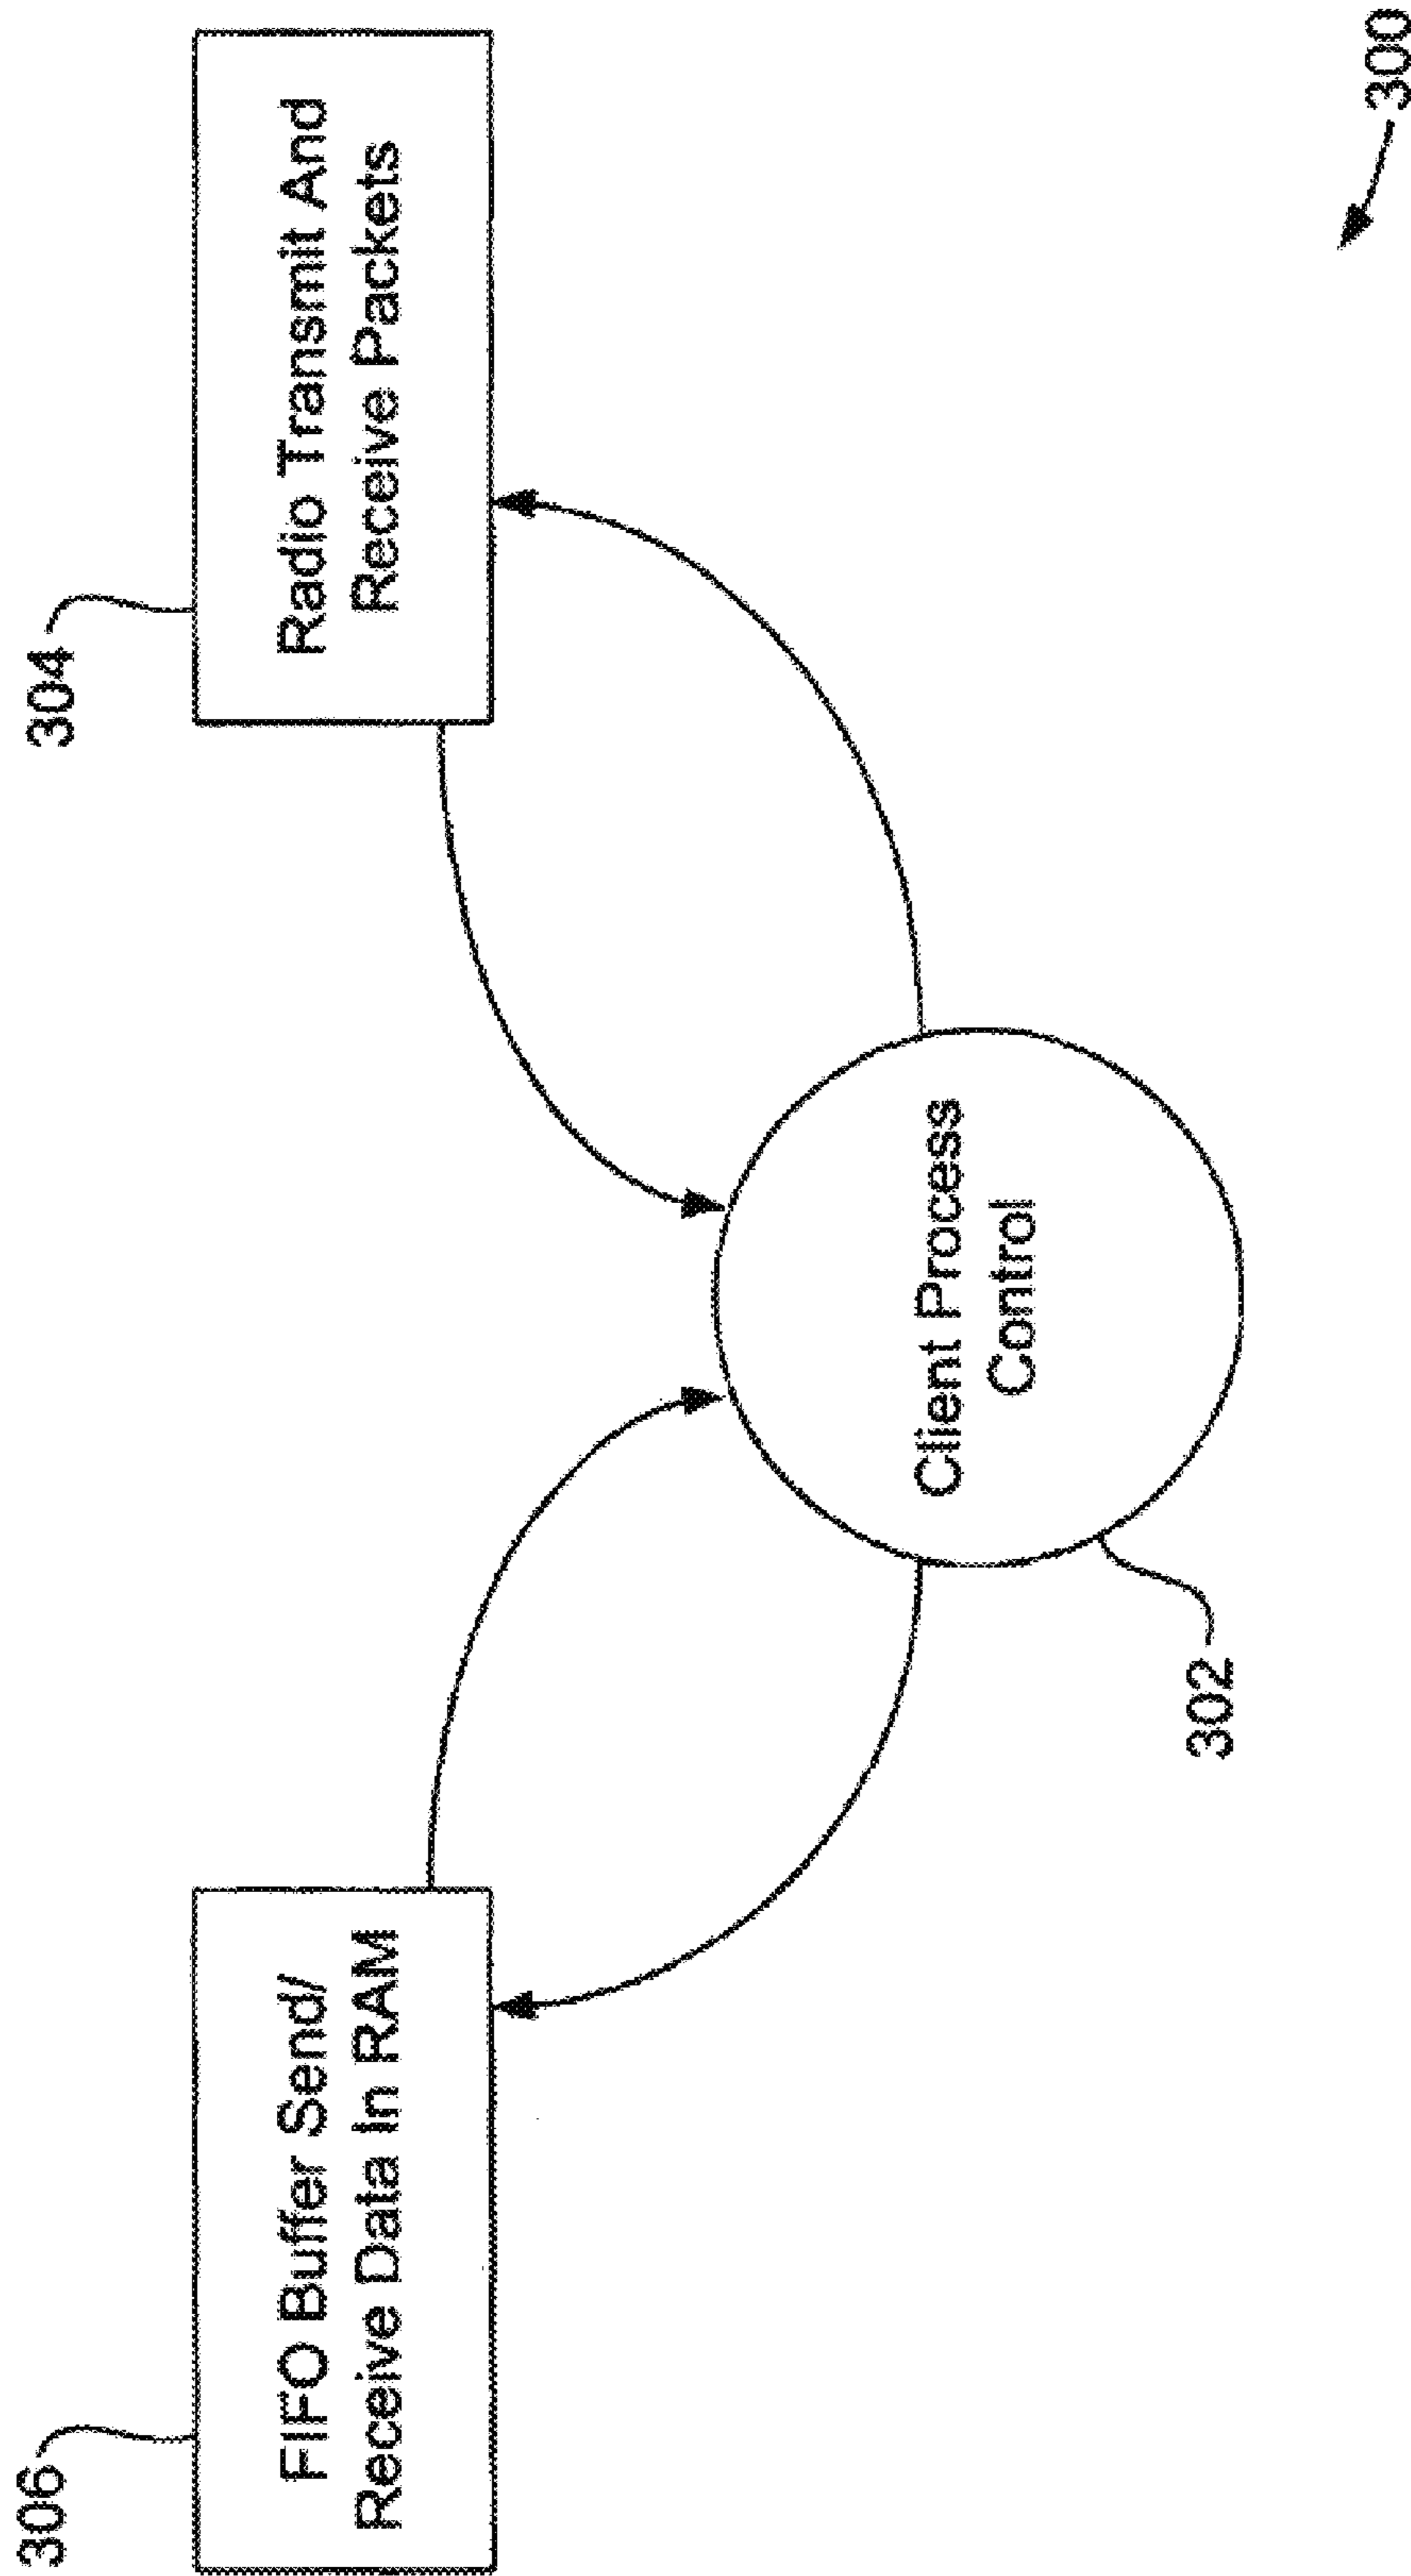 306
FIFO Buffer Send/
Receive Data In RAM
304
Radio Transmit And
Receive Packets
Client Process
Control
302
300